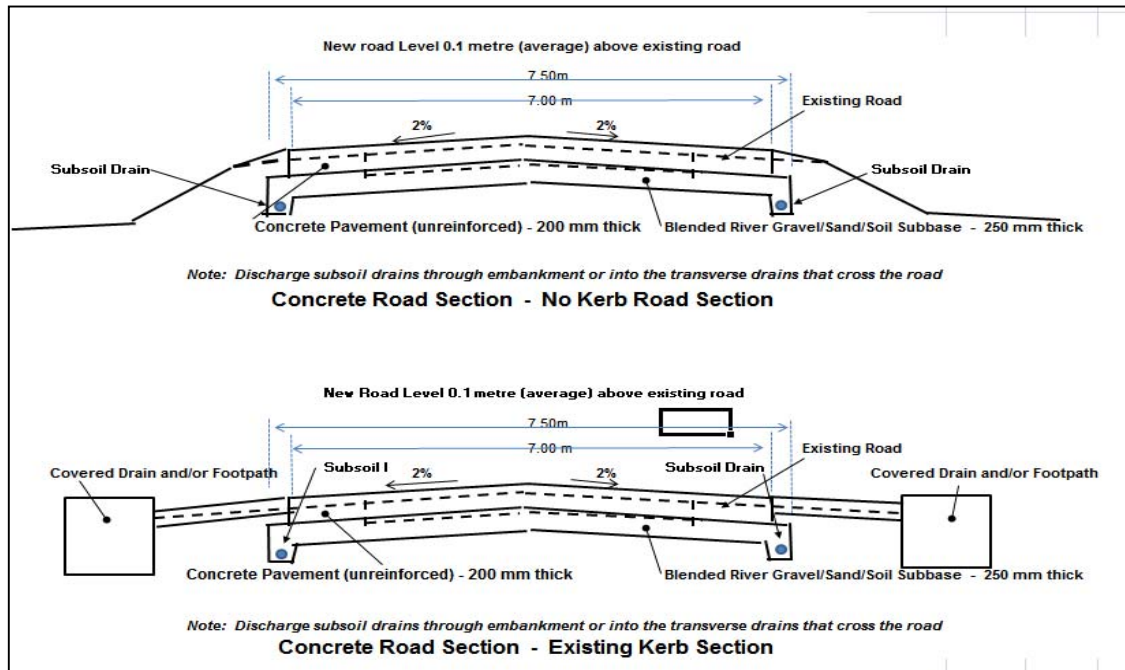 New road Level 0.1 metre (average) above existing road
7.50m
7.00 m
Existing Road
2%
2%
Subsoil Drain
Subsoil Drain
Concrete Pavement (unreinforced) - 200 mm thick
Blended River Gravel/Sand/Soil Subbase - 250 mm thick
Note: Discharge subsoil drains through embankment or into the transverse drains that cross the road
Concrete Road Section - No Kerb Road Section
New Road Level 0.1 metre (average) above existing road
7.50m
7.00 m
Existing Road
Covered Drain and/or Footpath
Subsoil I
2%
2%
Subsoil Drain
Covered Drain and/or Footpath
Concrete Pavement (unreinforced) - 200 mm thick
Blended River Gravel/Sand/Soil Subbase - 250 mm thick
Note: Discharge subsoil drains through embankment or into the transverse drains that cross the road
Concrete Road Section - Existing Kerb Section